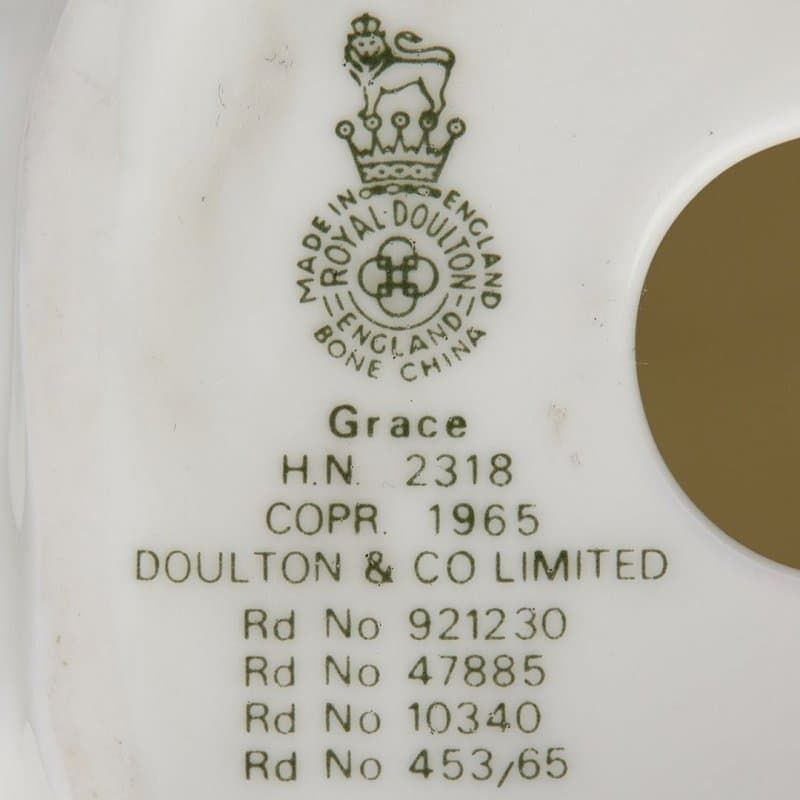 MADE IN ENGLAND
ROYAL·DOULTON
ENGLAND
BONE CHINA
Grace
H.N. 2318
COPR. 1965
DOULTON & CO LIMITED
Rd No 921230
Rd No 47885
Rd No 10340
Rd No 453/65